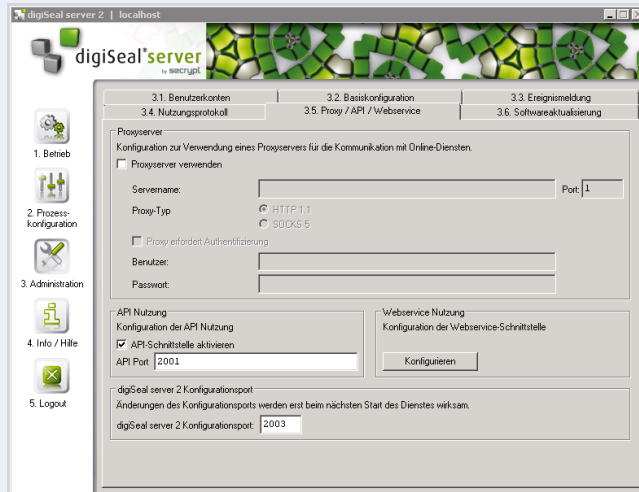 digiSeal server 2 | localhost
digiSeal®server
by secrypt
3.1. Benutzerkonten
3.2. Basiskonfiguration
3.3. Ereignismeldung
3.4. Nutzungsprotokoll
3.5. Proxy / API / Webservice
3.6. Softwareaktualisierung
1. Betrieb
2. Prozess-
konfiguration
3. Administration
4. Info / Hilfe
5. Logout
Proxyserver
Konfiguration zur Verwendung eines Proxyservers für die Kommunikation mit Online-Diensten.
Proxyserver verwenden
Servername:
Port: 1
Proxy-Typ
HTTP 1.1
SOCKS 5
Proxy erfordert Authentifizierung
Benutzer:
Passwort:
API Nutzung
Konfiguration der API Nutzung
API-Schnittstelle aktivieren
API Port 2001
Webservice Nutzung
Konfiguration der Webservice-Schnittstelle
Konfigurieren
digiSeal server 2 Konfigurationsport
Änderungen des Konfigurationsports werden erst beim nächsten Start des Dienstes wirksam.
digiSeal server 2 Konfigurationsport: 2003